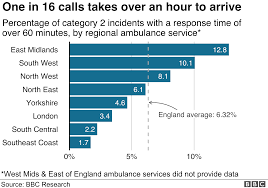 One in 16 calls takes over an hour to arrive
Percentage of category 2 incidents with a response time of
over 60 minutes, by regional ambulance service*
East Midlands 12.8
South West 10.1
North West 8.1
North East 6.1
Yorkshire 4.6
London 3.4
South Central 2.2
Southeast Coast 1.7
England average: 6.32%
0% 5% 10%
*West Mids & East of England ambulance services did not provide data
Source: BBC Research
BBC